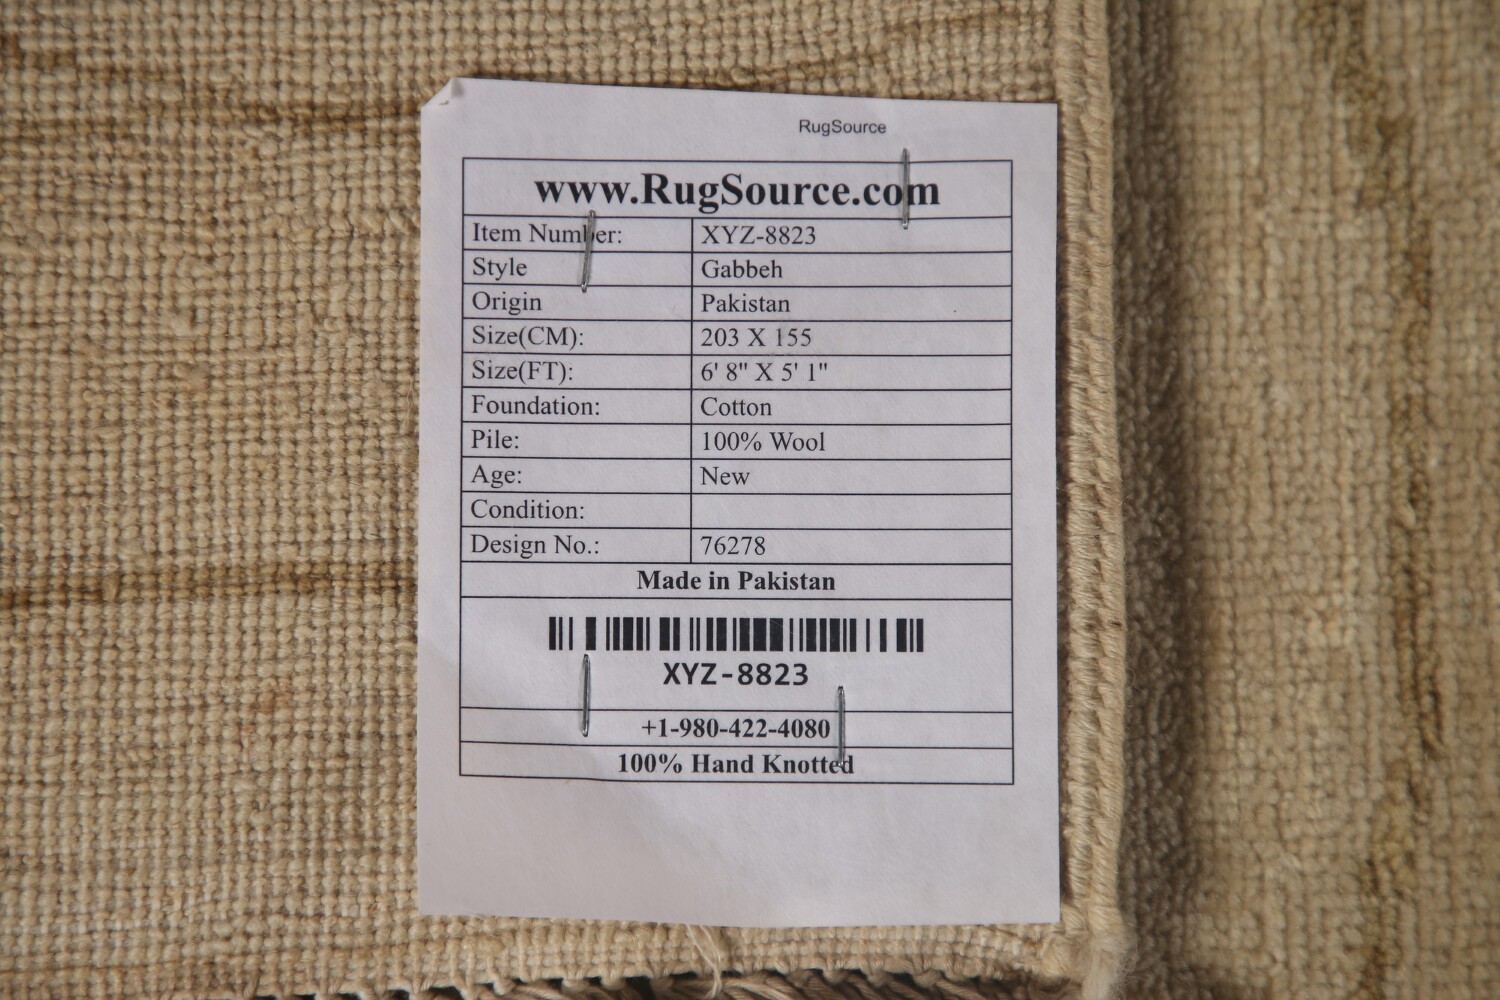 RugSource
www.RugSource.com
Item Number: XYZ-8823
Style Gabbeh
Origin Pakistan
Size(CM): 203 X 155
Size(FT): 6' 8" X 5' 1"
Foundation: Cotton
Pile: 100% Wool
Age: New
Condition:
Design No.: 76278
Made in Pakistan
XYZ-8823
+1-980-422-4080
100% Hand Knotted